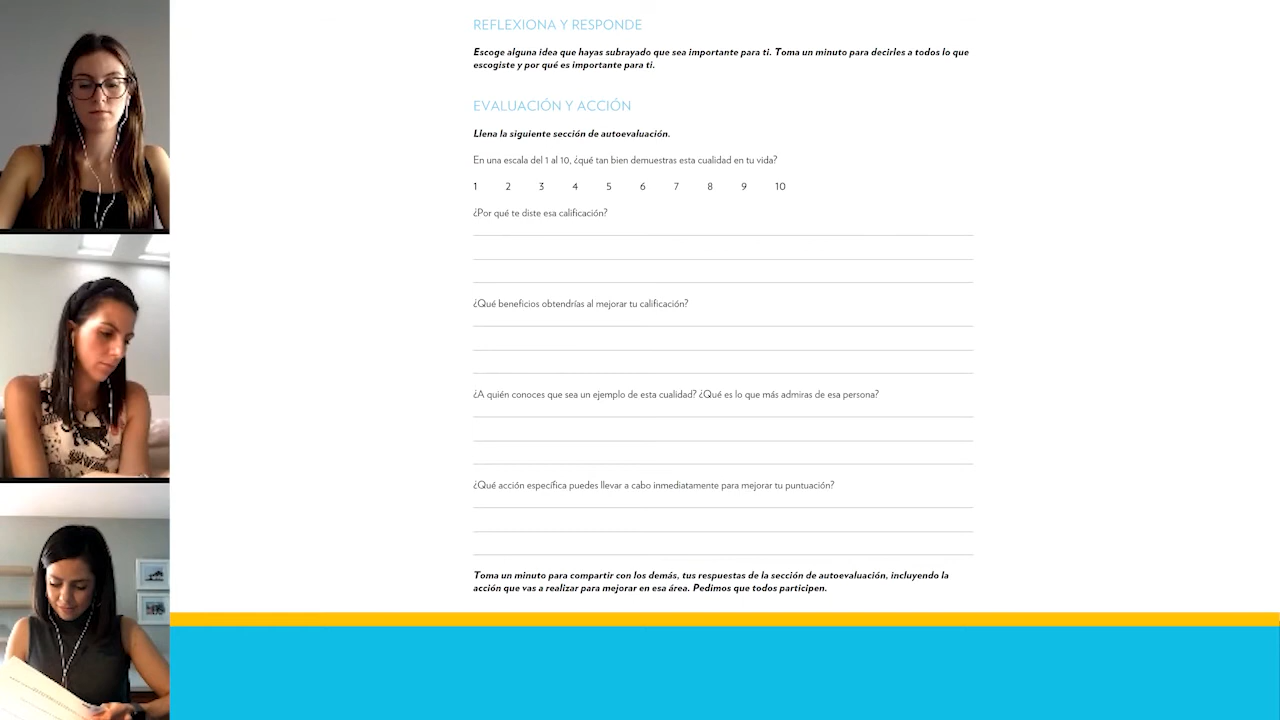 REFLEXIONA Y RESPONDE
Escoge alguna idea que hayas subrayado que sea importante para ti. Toma un minuto para decirles a todos lo que
escogiste y por qué es importante para ti.
EVALUACIÓN Y ACCIÓN
Llena la siguiente sección de autoevaluación.
En una escala del 1 al 10, ¿qué tan bien demuestras esta cualidad en tu vida?
1 2 3 4 5 6 7 8 9 10
¿Por qué te diste esa calificación?
¿Qué beneficios obtendrías al mejorar tu calificación?
¿A quién conoces que sea un ejemplo de esta cualidad? ¿Qué es lo que más admiras de esa persona?
¿Qué acción específica puedes llevar a cabo inmediatamente para mejorar tu puntuación?
Toma un minuto para compartir con los demás, tus respuestas de la sección de autoevaluación, incluyendo la
acción que vas a realizar para mejorar en esa área. Pedimos que todos participen.